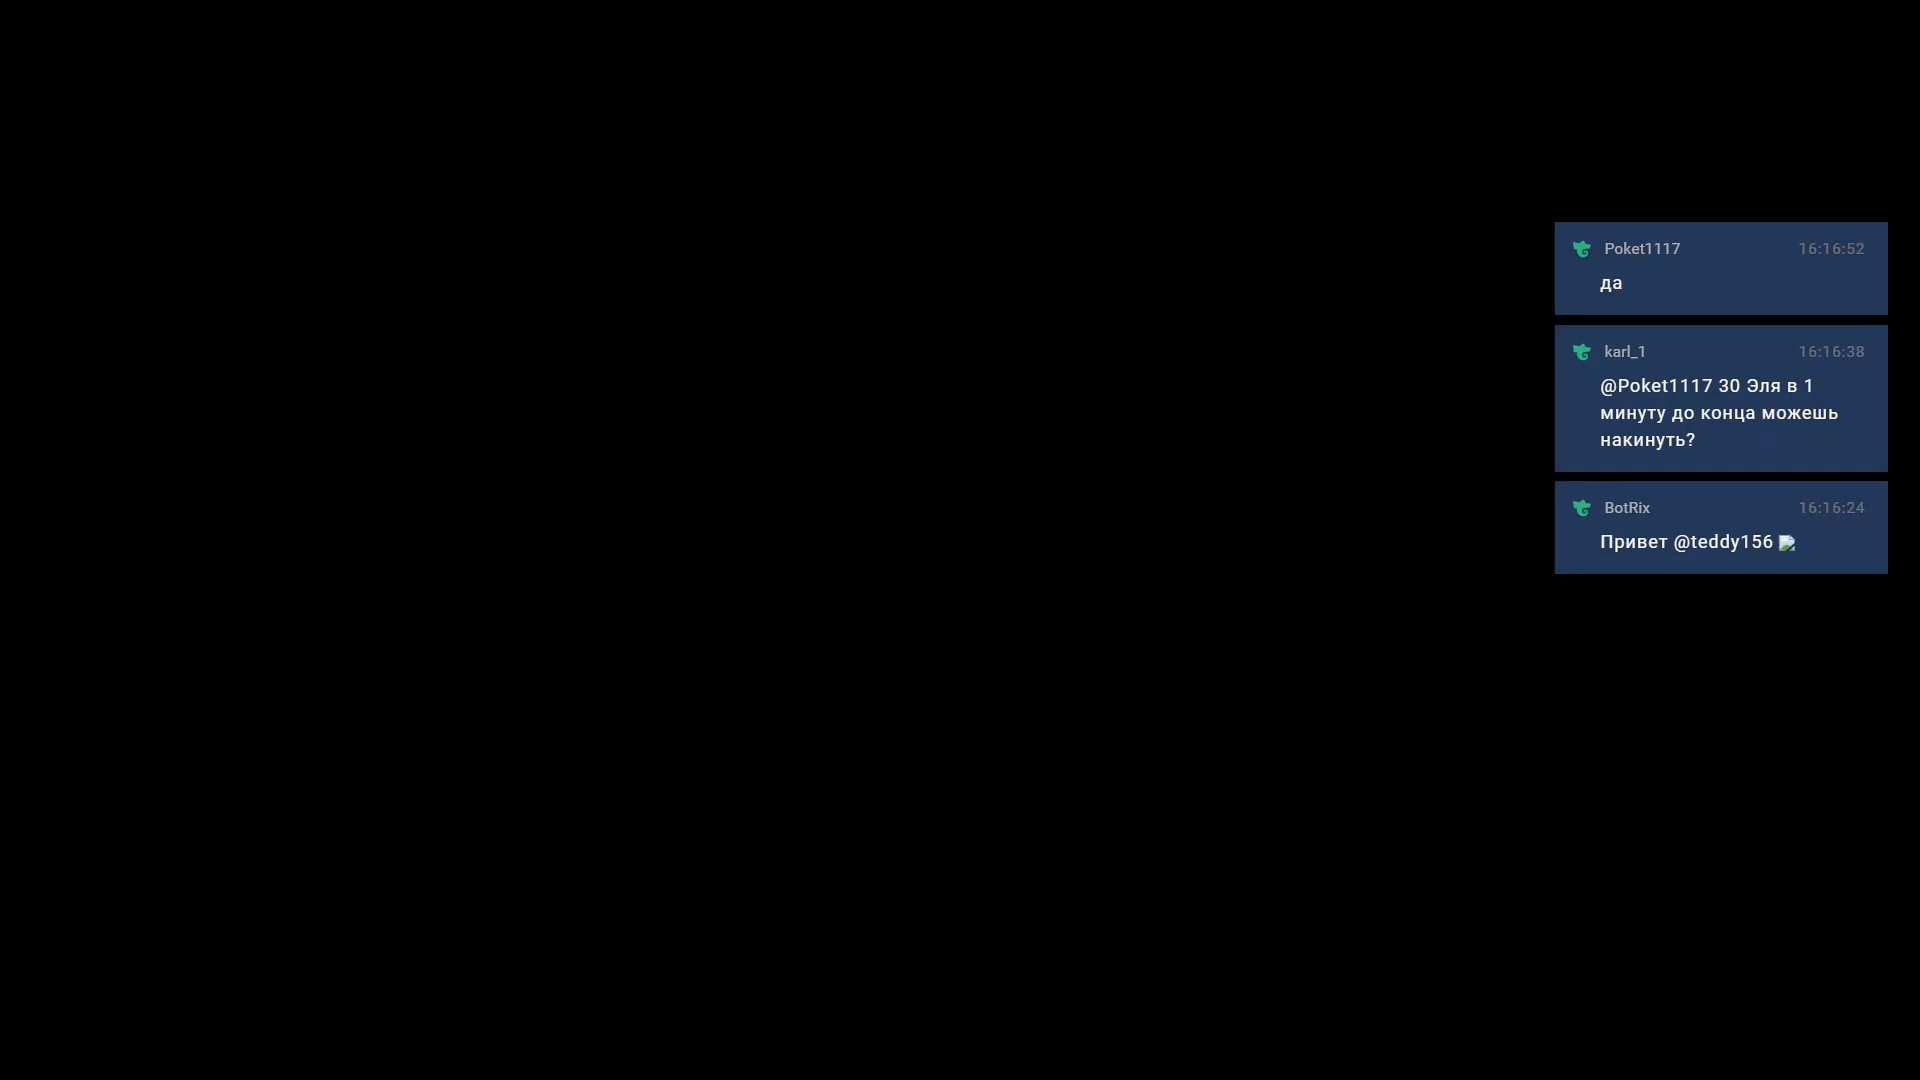 Poket1117 16:16:52
да
karl_1 16:16:38
@Poket1117 30 Эля в 1
минуту до конца можешь
накинуть?
BotRix 16:16:24
Привет @teddy156